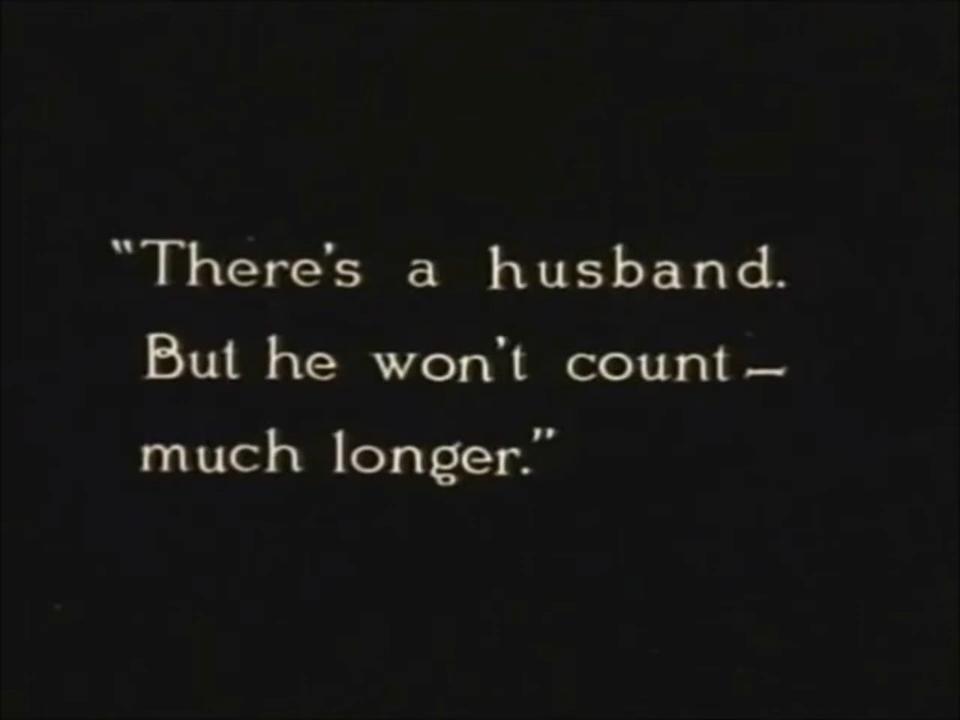 “There's a husband.
But he won't count —
much longer.”